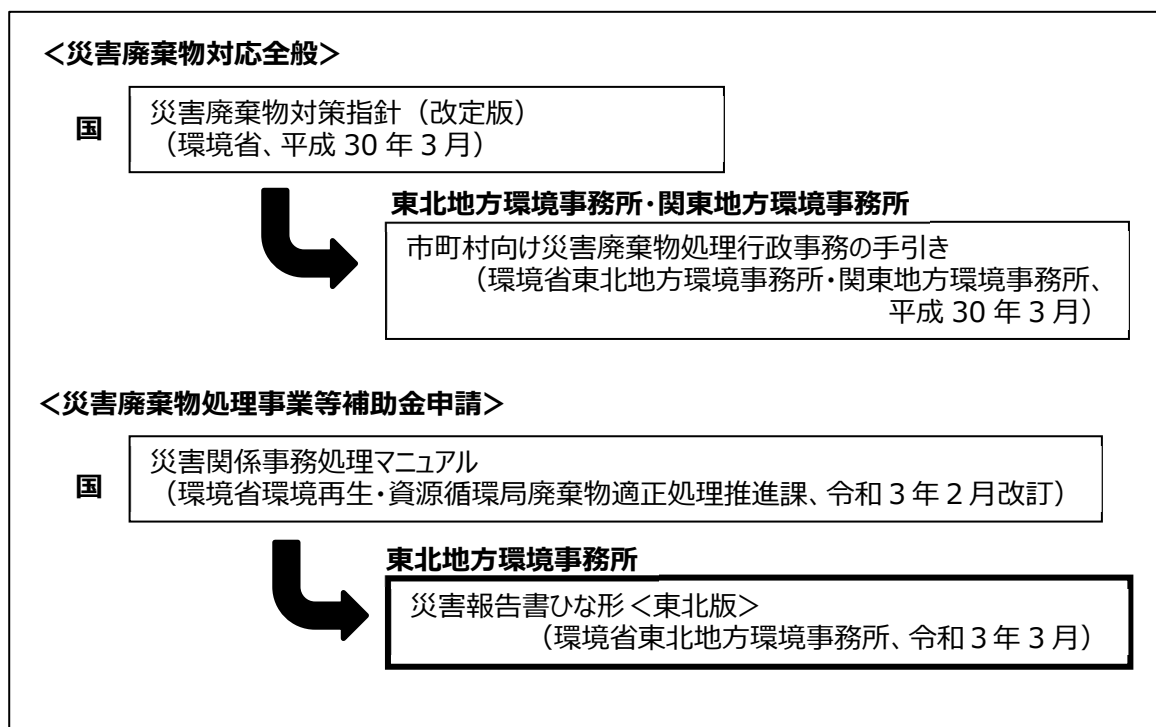 ＜災害廃棄物対応全般＞
国
災害廃棄物対策指針（改定版）
（環境省、平成 30 年 3 月）
東北地方環境事務所・関東地方環境事務所
市町村向け災害廃棄物処理行政事務の手引き
（環境省東北地方環境事務所・関東地方環境事務所、
平成 30 年 3 月）
＜災害廃棄物処理事業等補助金申請＞
国
災害関係事務処理マニュアル
（環境省環境再生・資源循環局廃棄物適正処理推進課、令和 3 年 2 月改訂）
東北地方環境事務所
災害報告書ひな形＜東北版＞
（環境省東北地方環境事務所、令和 3 年 3 月）